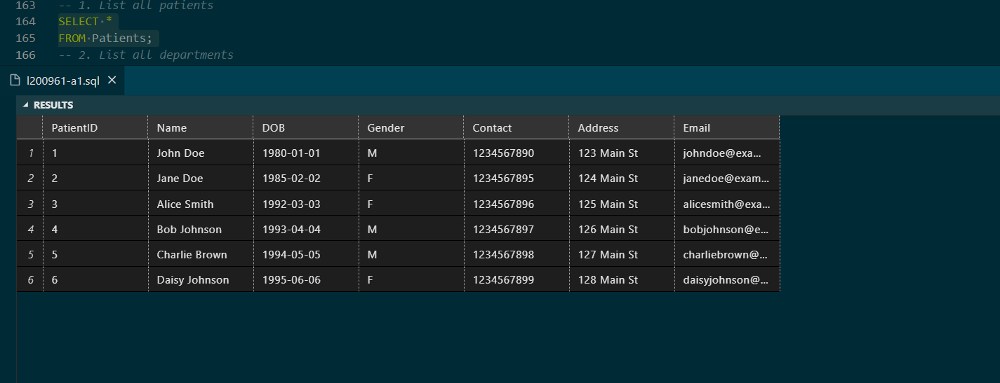 163 -- 1. List all patients
164 SELECT *
165 FROM Patients;
166 -- 2. List all departments
l200961-a1.sql
RESULTS
PatientID Name DOB Gender Contact Address Email
1 1 John Doe 1980-01-01 M 1234567890 123 Main St johndoe@exa...
2 2 Jane Doe 1985-02-02 F 1234567895 124 Main St janedoe@exam...
3 3 Alice Smith 1992-03-03 F 1234567896 125 Main St alicesmith@exa...
4 4 Bob Johnson 1993-04-04 M 1234567897 126 Main St bobjohnson@e...
5 5 Charlie Brown 1994-05-05 M 1234567898 127 Main St charliebrown@...
6 6 Daisy Johnson 1995-06-06 F 1234567899 128 Main St daisyjohnson@...